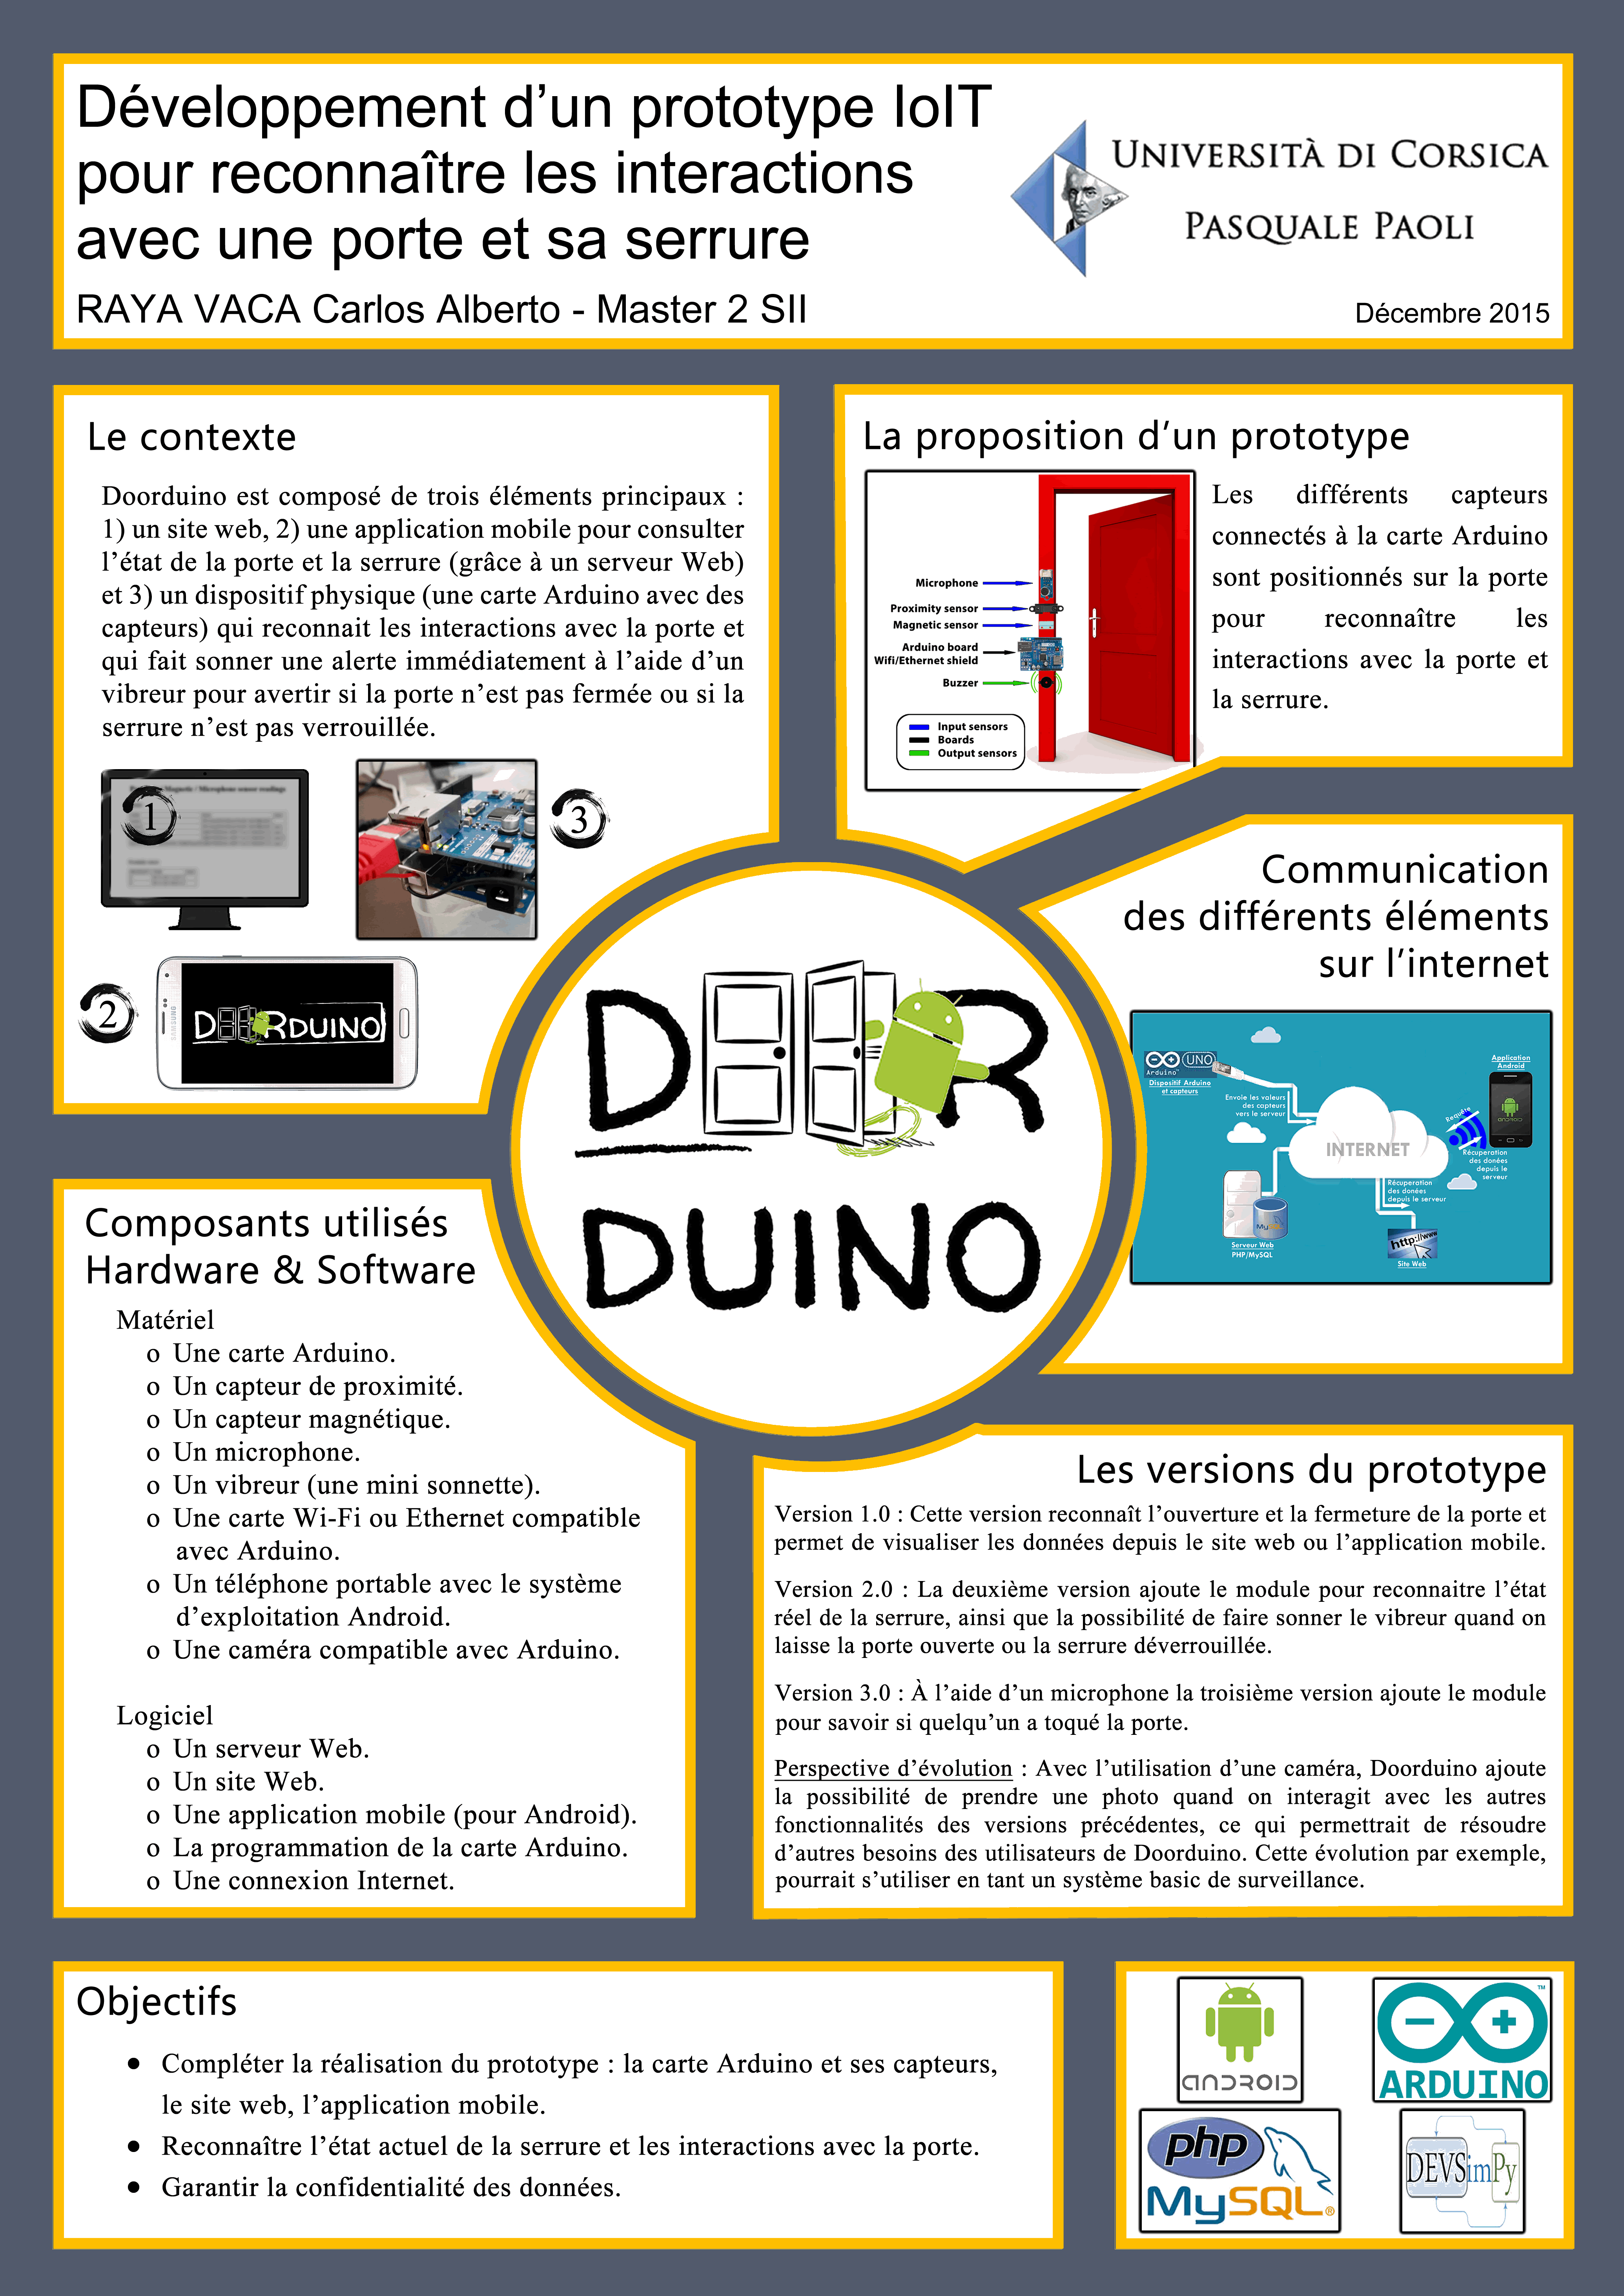 Développement d'un prototype IoIT
pour reconnaître les interactions
avec une porte et sa serrure
RAYA VACA Carlos Alberto - Master 2 SII
UNIVERSITÀ DI CORSICA
PASQUALE PAOLI
Décembre 2015
Le contexte
Doorduino est composé de trois éléments principaux :
1) un site web, 2) une application mobile pour consulter
l'état de la porte et la serrure (grâce à un serveur Web)
et 3) un dispositif physique (une carte Arduino avec des
capteurs) qui reconnait les interactions avec la porte et
qui fait sonner une alerte immédiatement à l'aide d'un
vibreur pour avertir si la porte n'est pas fermée ou si la
serrure n'est pas verrouillée.
Magnetic / Microphone sensor readings
1
3
2
SAMSUNG
DOORDUINO
La proposition d'un prototype
Microphone
Proximity sensor
Magnetic sensor
Arduino board
Wifi/Ethernet shield
Buzzer
Input sensors
Boards
Output sensors
Les différents capteurs
connectés à la carte Arduino
sont positionnés sur la porte
pour reconnaître les
interactions avec la porte et
la serrure.
Communication
des différents éléments
sur l'internet
UNO
Arduino
Dispositif Arduino
et capteurs
Envoie les valeurs
des capteurs
vers le serveur
INTERNET
Application
Android
ANDROID
Requête
Récuperation
des donées
depuis le
serveur
Récuperation
des donées
depuis le serveur
MySQL
Serveur Web
PHP/MySQL
http://www
Site Web
DOOR
DUINO
Composants utilisés
Hardware & Software
Matériel
o Une carte Arduino.
o Un capteur de proximité.
o Un capteur magnétique.
o Un microphone.
o Un vibreur (une mini sonnette).
o Une carte Wi-Fi ou Ethernet compatible
avec Arduino.
o Un téléphone portable avec le système
d'exploitation Android.
o Une caméra compatible avec Arduino.
Logiciel
o Un serveur Web.
o Un site Web.
o Une application mobile (pour Android).
o La programmation de la carte Arduino.
o Une connexion Internet.
Les versions du prototype
Version 1.0 : Cette version reconnaît l'ouverture et la fermeture de la porte et
permet de visualiser les données depuis le site web ou l'application mobile.
Version 2.0 : La deuxième version ajoute le module pour reconnaitre l'état
réel de la serrure, ainsi que la possibilité de faire sonner le vibreur quand on
laisse la porte ouverte ou la serrure déverrouillée.
Version 3.0 : À l'aide d'un microphone la troisième version ajoute le module
pour savoir si quelqu'un a toqué la porte.
Perspective d'évolution : Avec l'utilisation d'une caméra, Doorduino ajoute
la possibilité de prendre une photo quand on interagit avec les autres
fonctionnalités des versions précédentes, ce qui permettrait de résoudre
d'autres besoins des utilisateurs de Doorduino. Cette évolution par exemple,
pourrait s'utiliser en tant un système basic de surveillance.
Objectifs
• Compléter la réalisation du prototype : la carte Arduino et ses capteurs,
le site web, l'application mobile.
• Reconnaître l'état actuel de la serrure et les interactions avec la porte.
• Garantir la confidentialité des données.
ANDROID
ARDUINO
TM
php
MySQL®
DEVSimPy